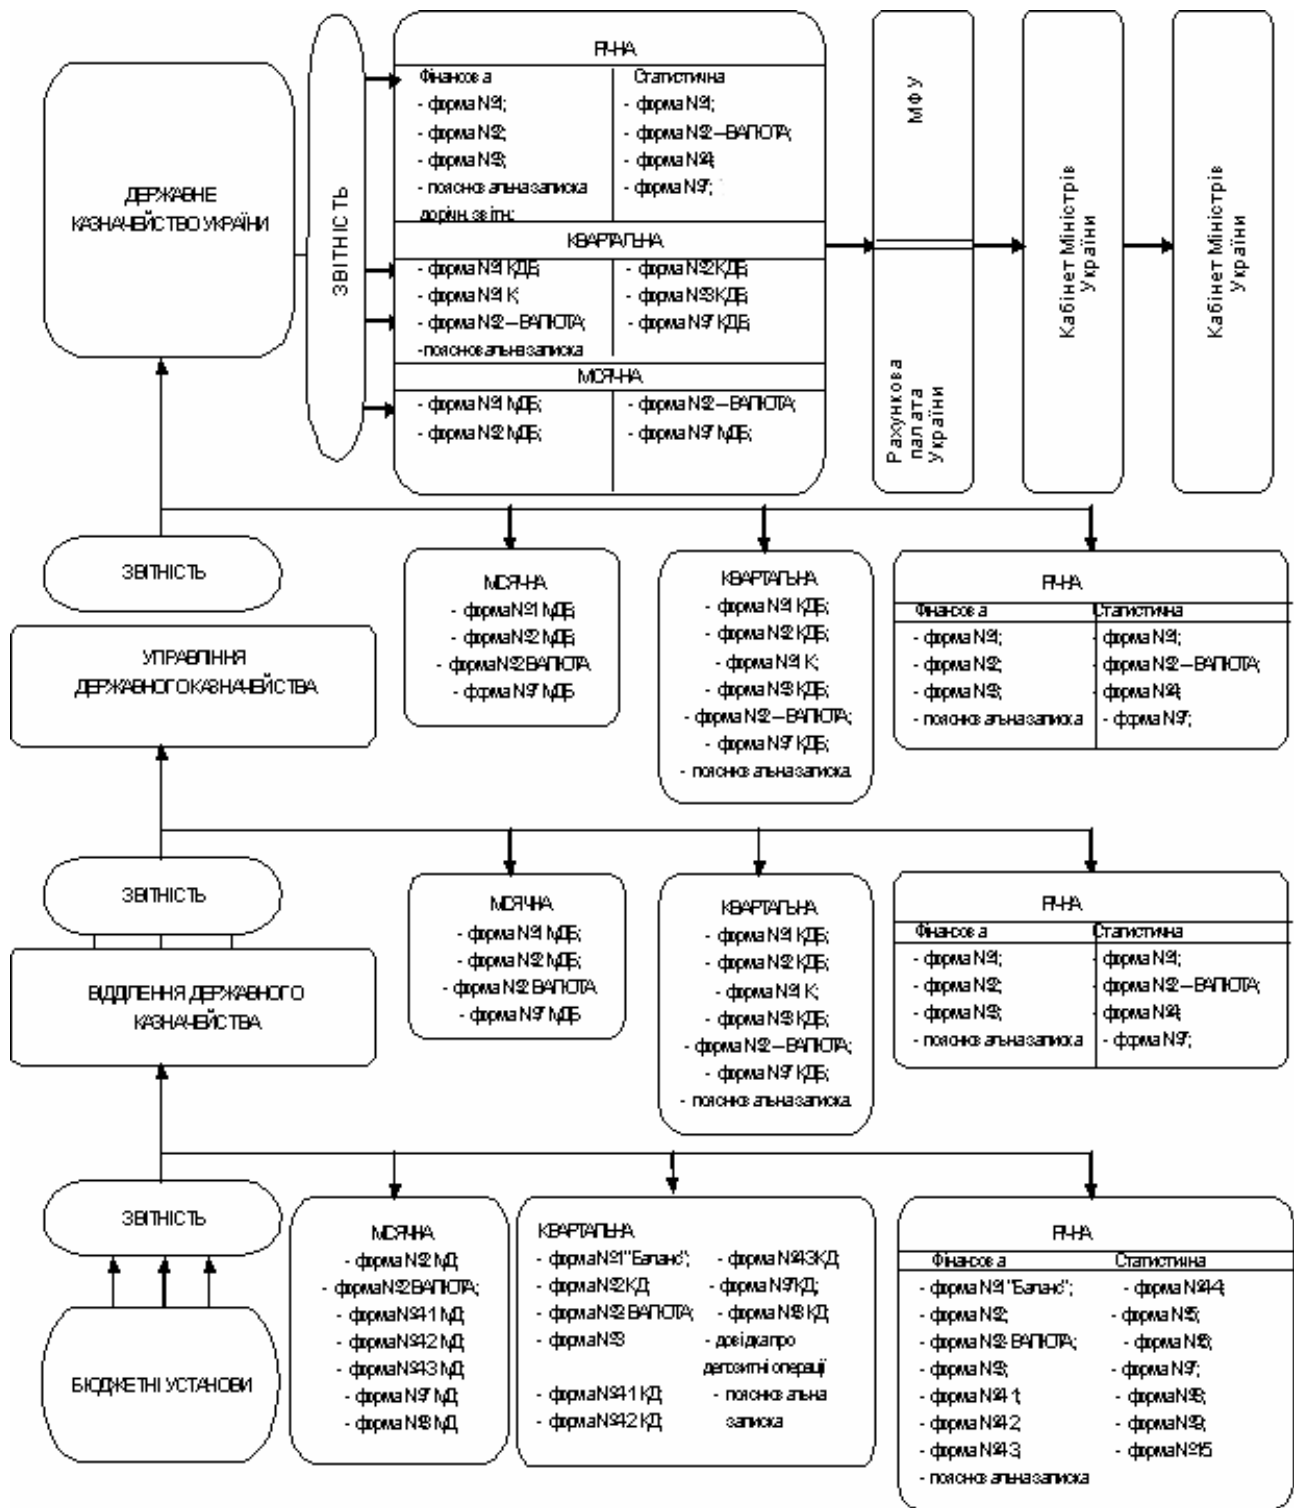 ДЕРЖАВНЕ
КАЗНАЧЕЙСТВО УКРАЇНИ
ЗВІТНІСТЬ
РІЧНА
Фінансова
- форма №1;
- форма №2;
- форма №3;
- пояснювальна записка
до річн. звітн.;
Статистична
- форма №1;
- форма №2 – ВАЛЮТА;
- форма №4;
- форма №7;
КВАРТАЛЬНА
- форма №1 КДБ;
- форма №1 К;
- форма №2 – ВАЛЮТА;
- пояснювальна записка
- форма №2 КДБ;
- форма №3 КДБ;
- форма №7 КДБ;
МІСЯЧНА
- форма №1 МДБ;
- форма №2 МДБ;
- форма №2 – ВАЛЮТА;
- форма №7 МДБ;
МФУ
Рахункова
палата
України
Кабінет Міністрів
України
Кабінет Міністрів
України
ЗВІТНІСТЬ
УПРАВЛІННЯ
ДЕРЖАВНОГО КАЗНАЧЕЙСТВА
МІСЯЧНА
- форма №1 МДБ;
- форма №2 МДБ;
- форма №2 ВАЛЮТА
- форма №7 МДБ
КВАРТАЛЬНА
- форма №1 КДБ;
- форма №2 КДБ;
- форма №1 К;
- форма №3 КДБ;
- форма №2 – ВАЛЮТА;
- форма №7 КДБ;
- пояснювальна записка
РІЧНА
Фінансова
- форма №1;
- форма №2;
- форма №3;
- пояснювальна записка
Статистична
- форма №1;
- форма №2 – ВАЛЮТА;
- форма №4;
- форма №7;
ЗВІТНІСТЬ
ВІДДІЛЕННЯ ДЕРЖАВНОГО
КАЗНАЧЕЙСТВА
МІСЯЧНА
- форма №1 МДБ;
- форма №2 МДБ;
- форма №2 ВАЛЮТА
- форма №7 МДБ
КВАРТАЛЬНА
- форма №1 КДБ;
- форма №2 КДБ;
- форма №1 К;
- форма №3 КДБ;
- форма №2 – ВАЛЮТА;
- форма №7 КДБ;
- пояснювальна записка
РІЧНА
Фінансова
- форма №1;
- форма №2;
- форма №3;
- пояснювальна записка
Статистична
- форма №1;
- форма №2 – ВАЛЮТА;
- форма №4;
- форма №7;
ЗВІТНІСТЬ
БЮДЖЕТНІ УСТАНОВИ
МІСЯЧНА
- форма №2 МД;
- форма №2 ВАЛЮТА;
- форма №4.1 МД;
- форма №4.2 МД;
- форма №4.3 МД;
- форма №7 МД;
- форма №8 МД;
КВАРТАЛЬНА
- форма №1 "Баланс";
- форма №2 КД;
- форма №2 ВАЛЮТА;
- форма №3
- форма №4.1 КД;
- форма №4.2 КД;
- форма №4.3 КД;
- форма №7 КД;
- форма №8 КД;
- довідка про
депозитні операції
- пояснювальна
записка
РІЧНА
Фінансова
- форма №1 "Баланс";
- форма №2;
- форма №2-ВАЛЮТА;
- форма №3;
- форма №4.1;
- форма №4.2;
- форма №4.3;
- пояснювальна записка
Статистична
- форма №4.4;
- форма №5;
- форма №6;
- форма №7;
- форма №8;
- форма №9;
- форма №15